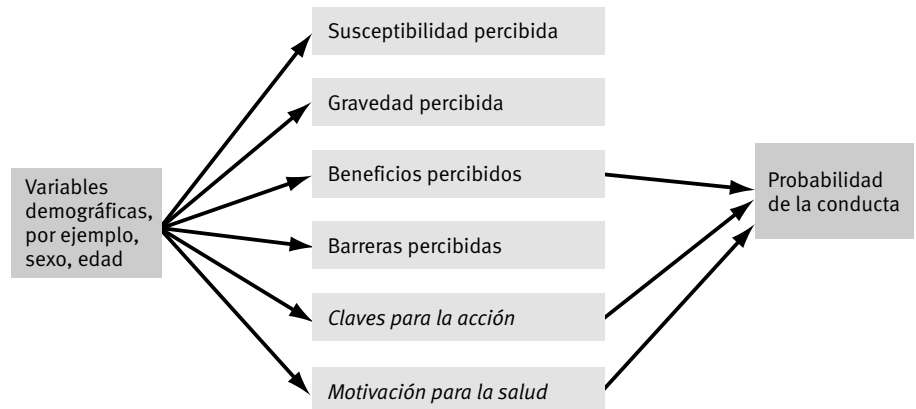 Susceptibilidad percibida
Gravedad percibida
Beneficios percibidos
Barreras percibidas
Claves para la acción
Motivación para la salud
Variables
demográficas,
por ejemplo,
sexo, edad
Probabilidad
de la conducta